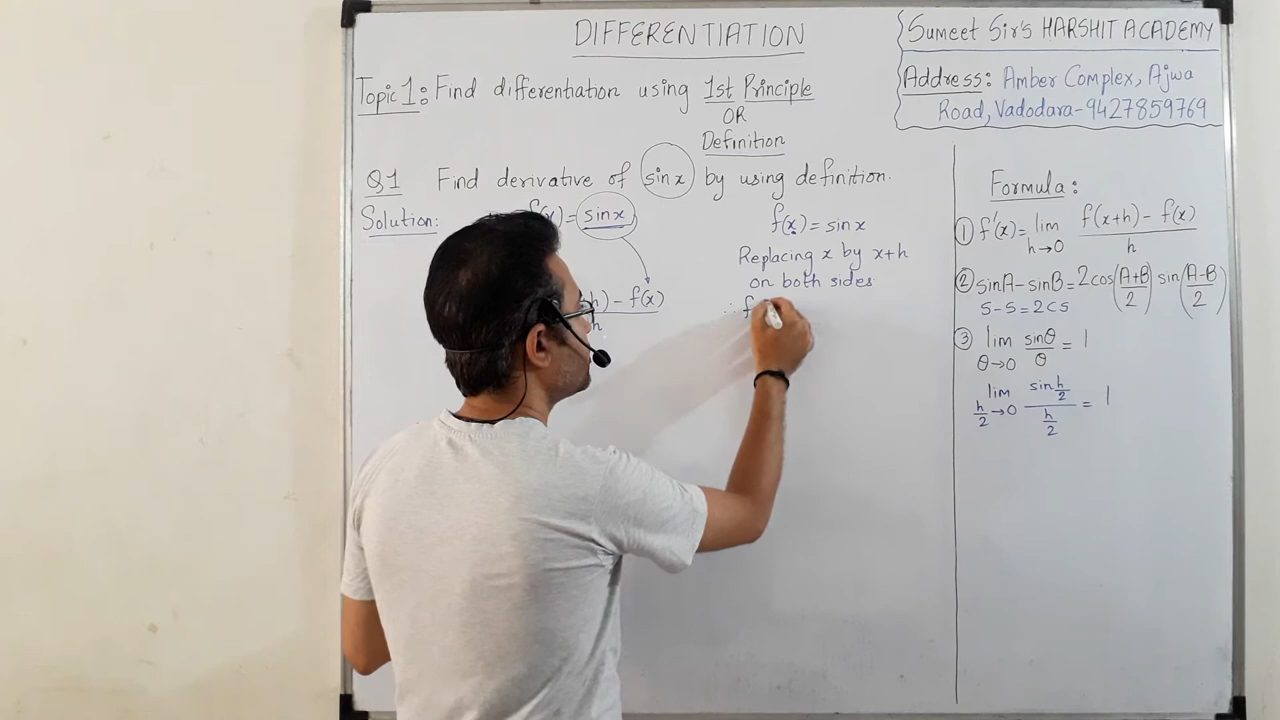 DIFFERENTIATION
Sumeet Sir's HARSHIT ACADEMY
Address: Amber Complex, Ajwa
Road, Vadodara-9427859769
Topic 1: Find differentiation using 1st Principle
OR
Definition
Q1 Find derivative of sin x by using definition.
Solution: f(x) = sin x
h) - f(x)
h
f(x) = sin x
Replacing x by x+h
on both sides
∴ f
Formula:
① f'(x) = lim h→0 f(x+h) - f(x) / h
② sinA - sinB = 2cos(A+B/2) sin(A-B/2)
S-S = 2CS
③ lim θ→0 sinθ/θ = 1
lim h/2→0 sin h/2 / h/2 = 1